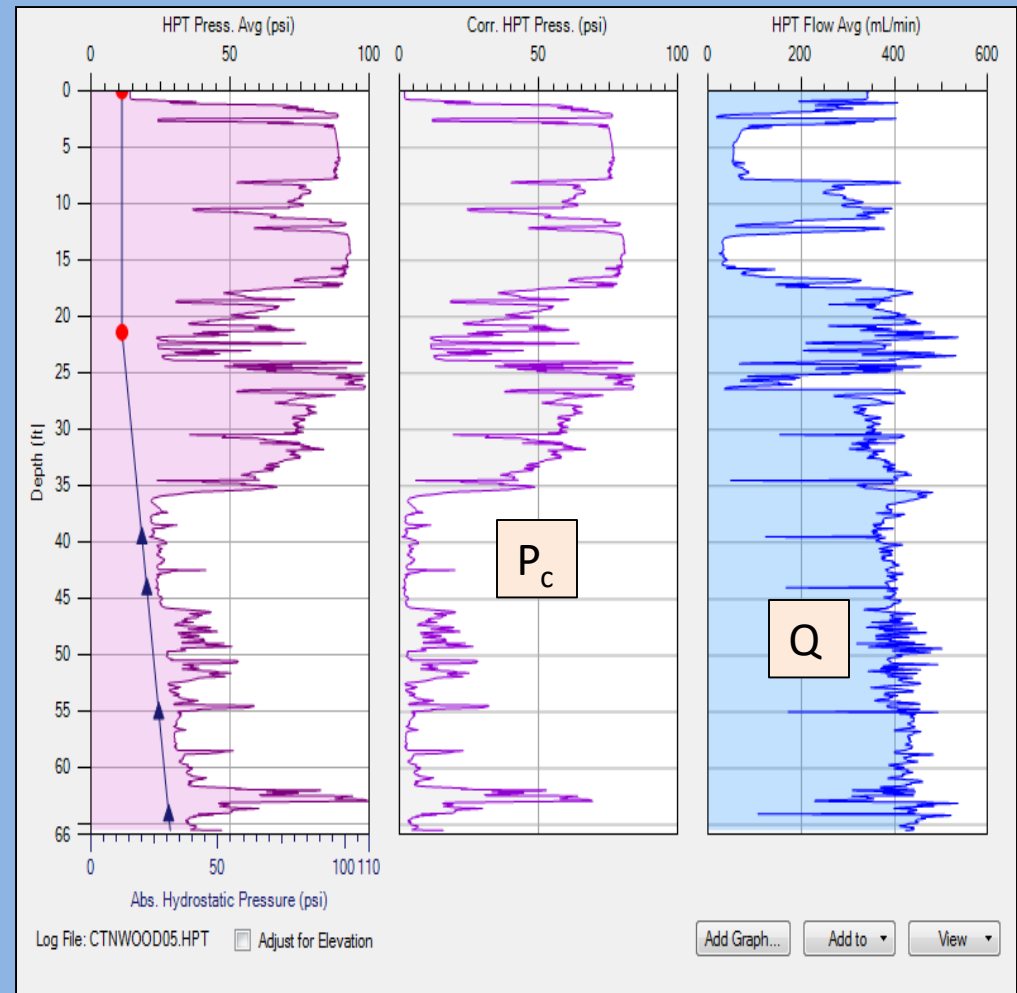 HPT Press. Avg (psi)
0 50 100
Corr. HPT Press. (psi)
0 50 100
HPT Flow Avg (mL/min)
0 200 400 600
Depth (ft)
0
5
10
15
20
25
30
35
40
45
50
55
60
66
Pc
Q
0 50 100 110
Abs. Hydrostatic Pressure (psi)
Log File: CTNWOOD05.HPT Adjust for Elevation Add Graph... Add to View